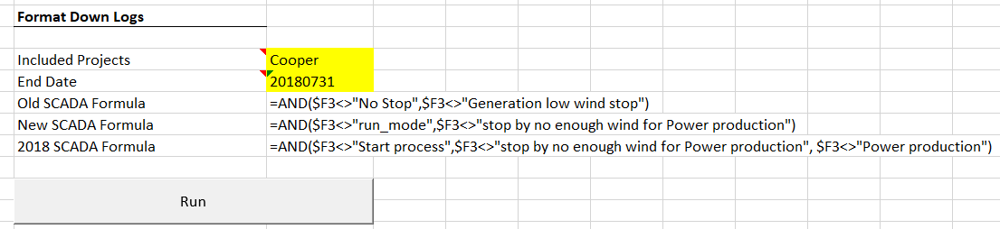 Format Down Logs
Included Projects Cooper
End Date 20180731
Old SCADA Formula =AND($F3<>"No Stop",$F3<>"Generation low wind stop")
New SCADA Formula =AND($F3<>"run_mode",$F3<>"stop by no enough wind for Power production")
2018 SCADA Formula =AND($F3<>"Start process",$F3<>"stop by no enough wind for Power production", $F3<>"Power production")
Run